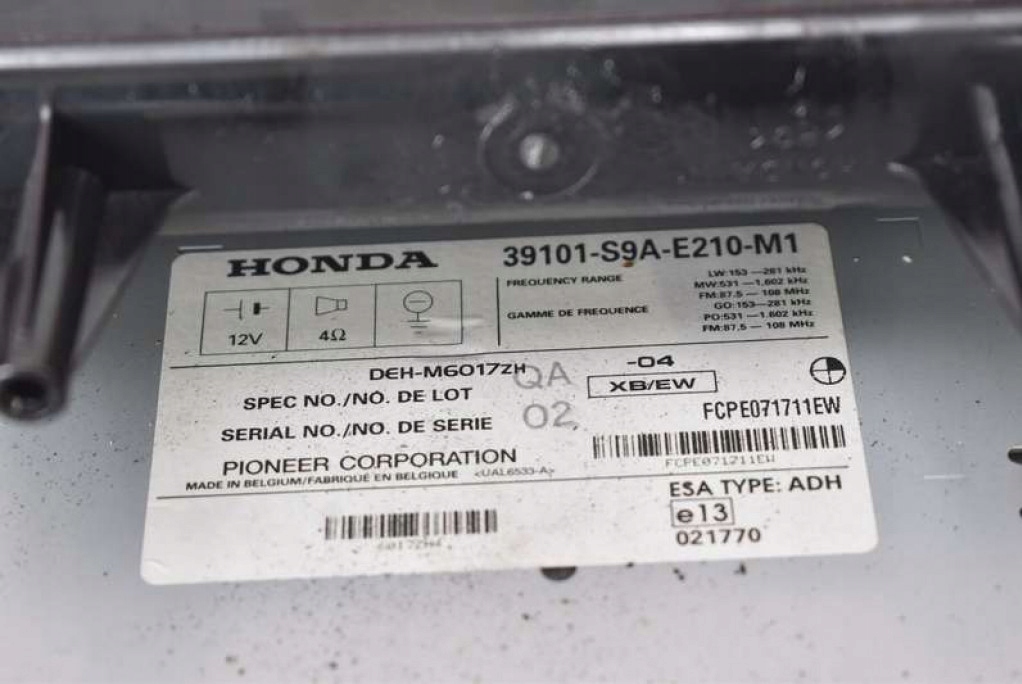 HONDA
39101-S9A-E210-M1
12V
4Ω
FREQUENCY RANGE
LW:153 — 281 kHz
MW:531 — 1,602 kHz
FM:87.5 — 108 MHz
GAMME DE FREQUENCE
GO:153 — 281 kHz
PO:531 — 1.602 kHz
FM:87,5 — 108 MHz
DEH-M6017ZH
QA
-04
SPEC NO./NO. DE LOT
XB/EW
02
SERIAL NO./NO. DE SERIE
FCPE071711EW
PIONEER CORPORATION
FCPE071711EW
MADE IN BELGIUM/FABRIQUÉ EN BELGIQUE <UAL6533-A>
ESA TYPE: ADH
e13
021770